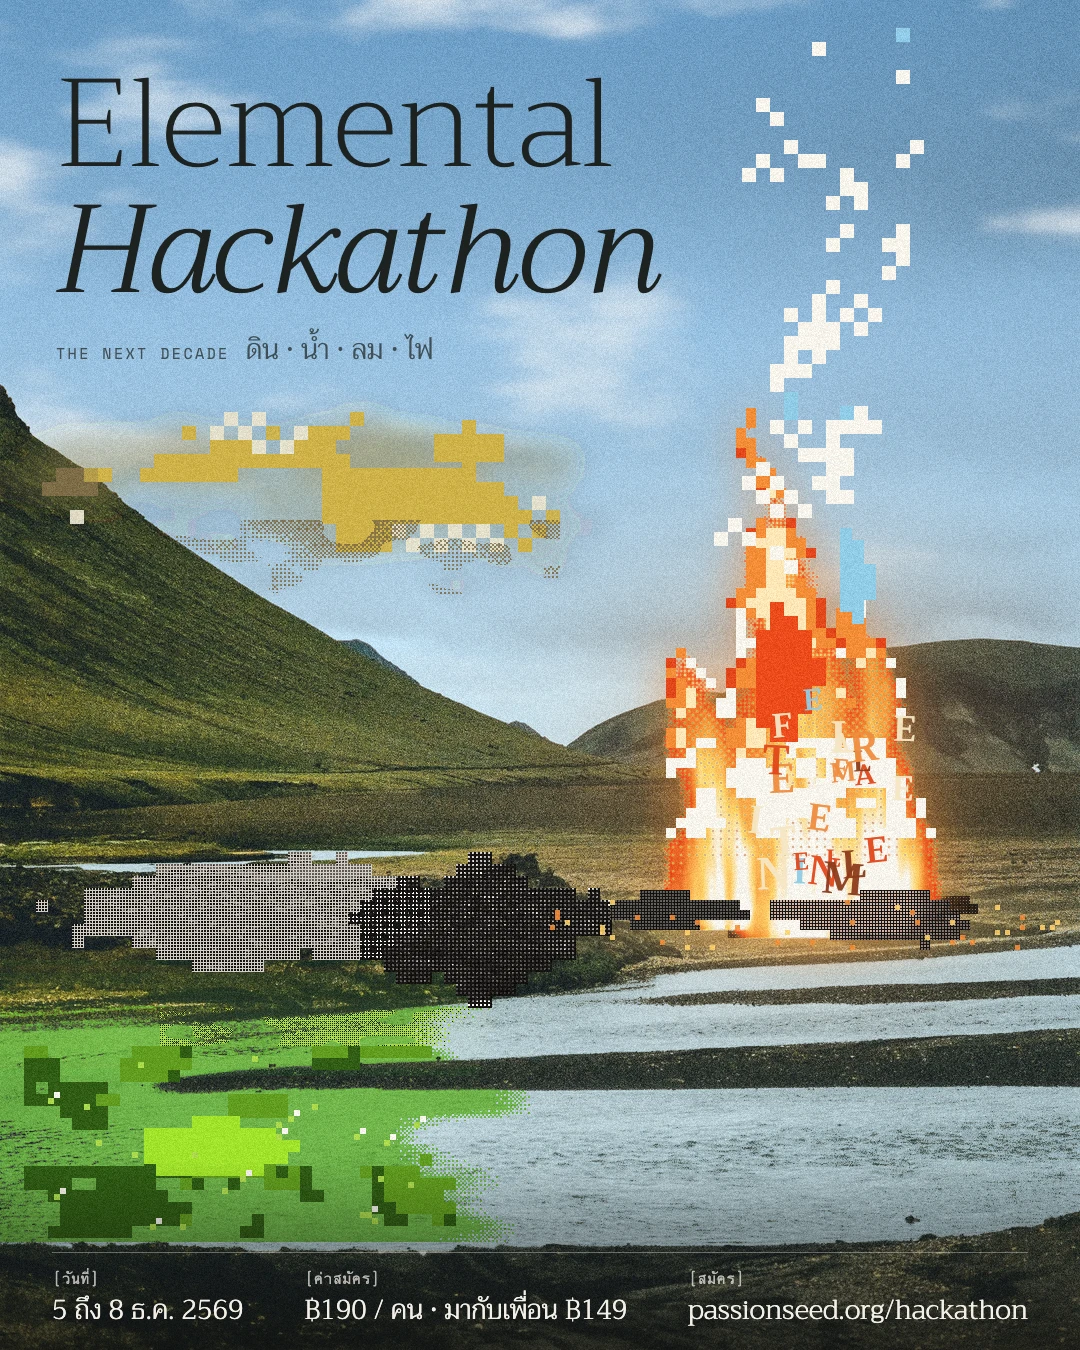 Elemental
Hackathon
THE NEXT DECADE ดิน · น้ำ · ลม · ไฟ
[วันที่]
5 ถึง 8 ธ.ค. 2569
[ค่าสมัคร]
฿190 / คน · มากับเพื่อน ฿149
[สมัคร]
passionseed.org/hackathon